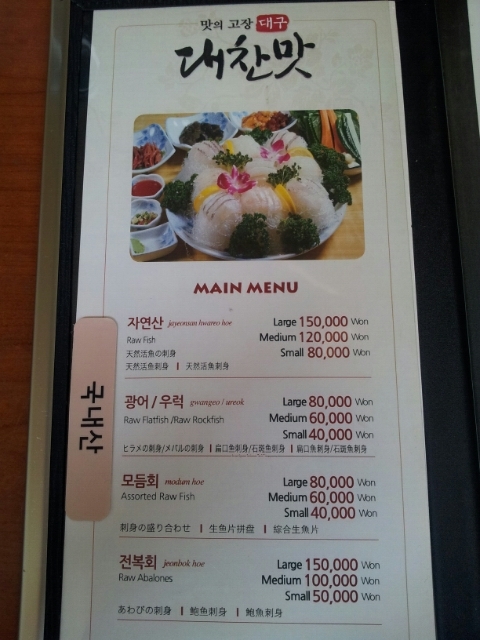 맛의 고장 대구
대찬맛
MAIN MENU
국내산
자연산 jayeonsan hwareo hoe
Raw Fish
天然活魚の刺身
天然活鱼刺身 | 天然活魚刺身
Large 150,000 Won
Medium 120,000 Won
Small 80,000 Won
광어 / 우럭 gwangeo / ureok
Raw Flatfish /Raw Rockfish
Large 80,000 Won
Medium 60,000 Won
Small 40,000 Won
ヒラメの刺身/メバルの刺身 | 扁口鱼刺身/石斑鱼刺身 | 扁口魚刺身/石斑魚刺身
모듬회 modum hoe
Assorted Raw Fish
Large 80,000 Won
Medium 60,000 Won
Small 40,000 Won
刺身の盛り合わせ | 生鱼片拼盘 | 綜合生魚片
전복회 jeonbok hoe
Raw Abalones
Large 150,000 Won
Medium 100,000 Won
Small 50,000 Won
あわびの刺身 | 鲍鱼刺身 | 鮑魚刺身